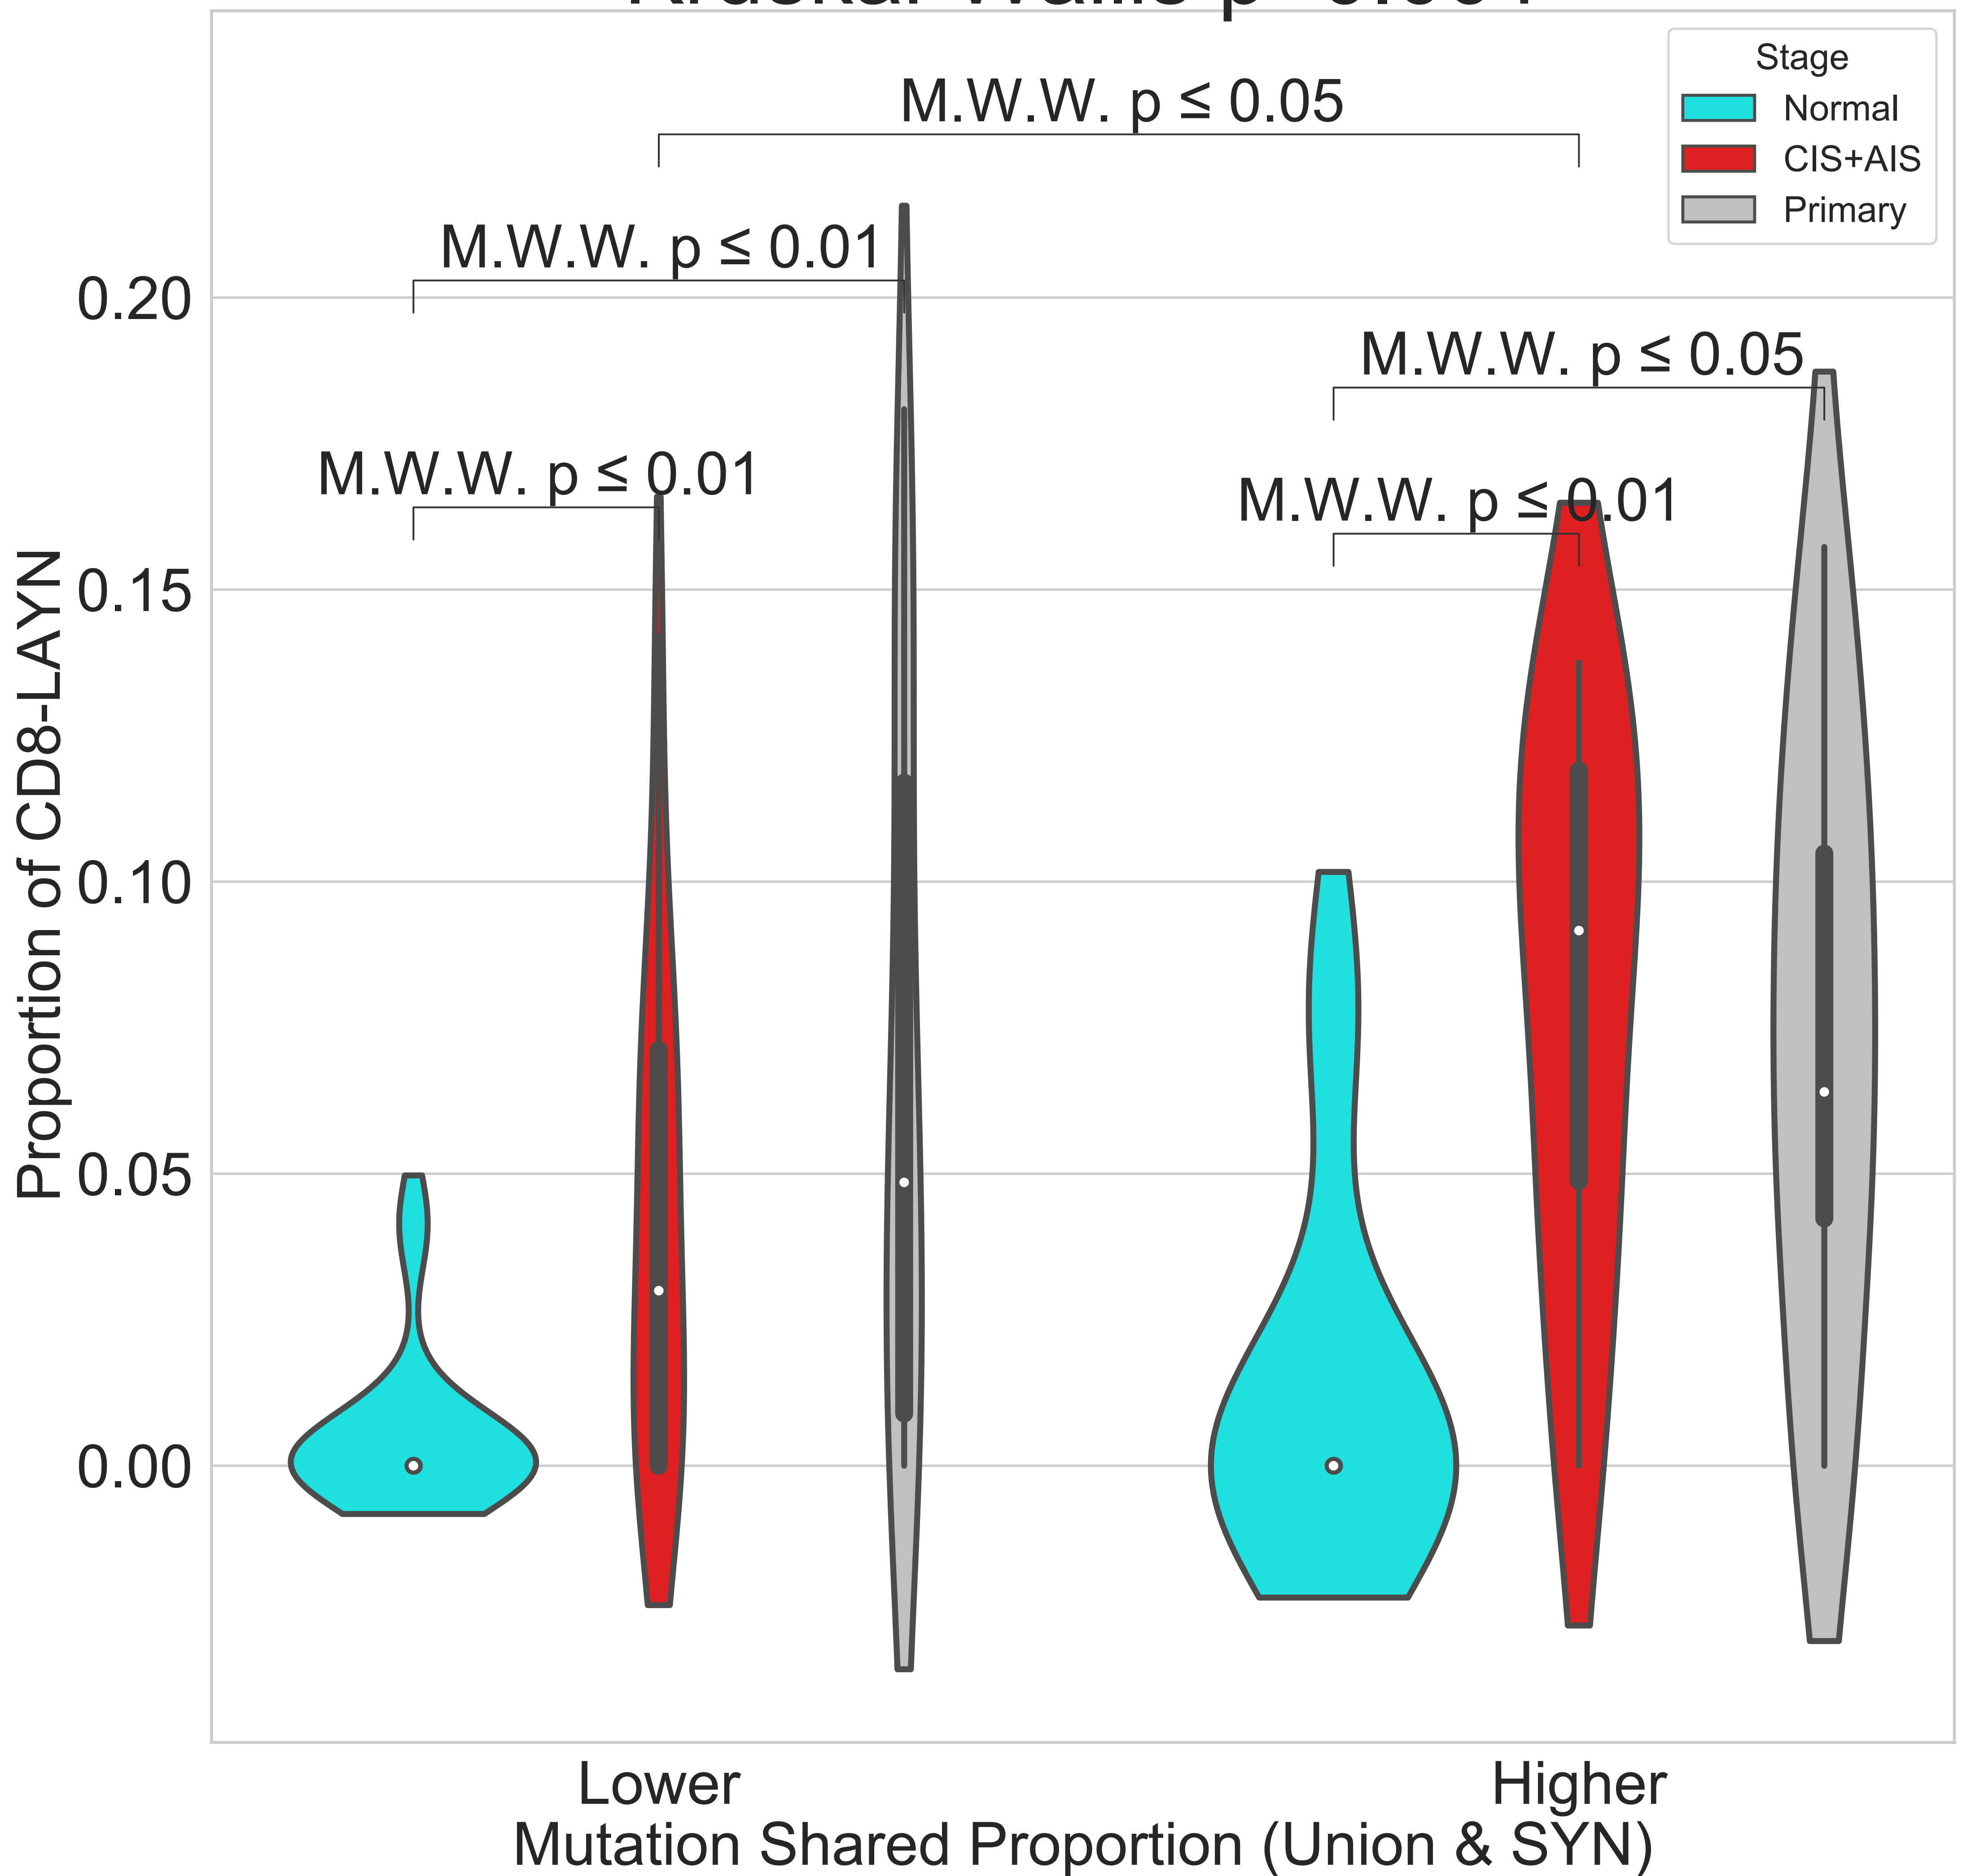 M.W.W. p ≤ 0.05
Stage
Normal
CIS+AIS
Primary
M.W.W. p ≤ 0.01
M.W.W. p ≤ 0.05
M.W.W. p ≤ 0.01
M.W.W. p ≤ 0.01
0.20
0.15
0.10
0.05
0.00
Proportion of CD8-LAYN
Lower
Higher
Mutation Shared Proportion (Union & SYN)